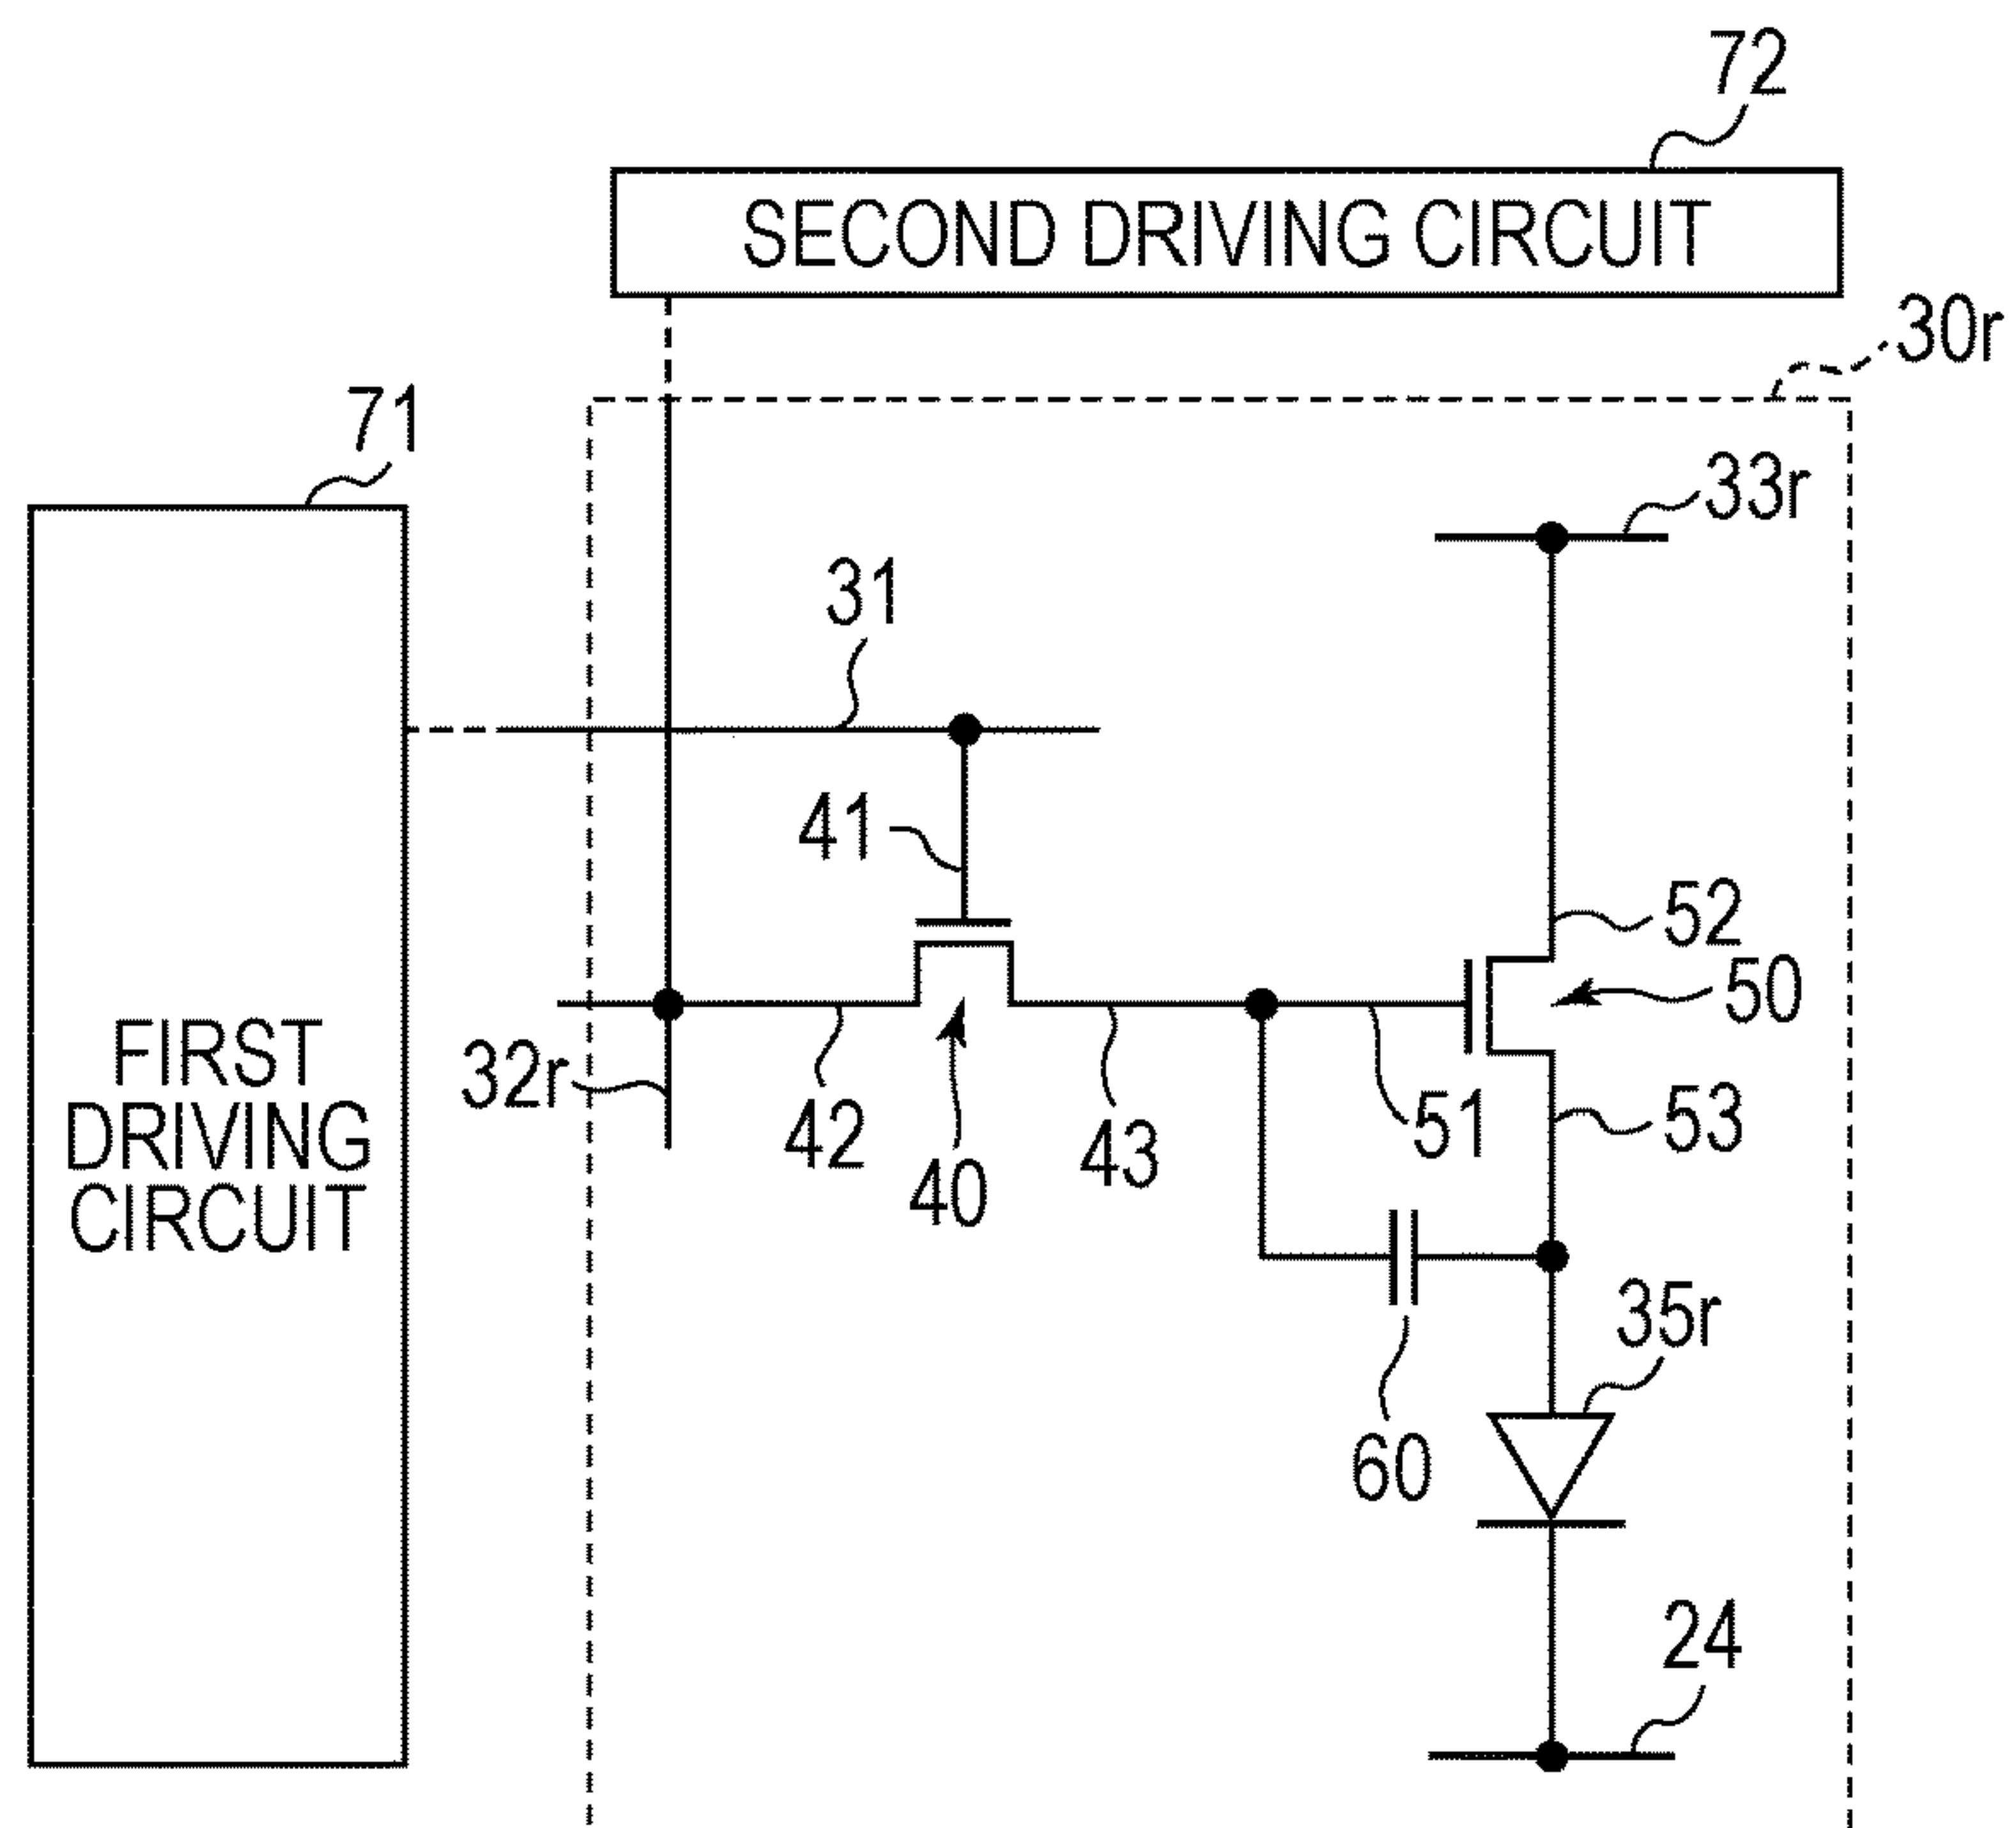 72
SECOND DRIVING CIRCUIT
30r
71
33r
31
41
52
50
FIRST
DRIVING
CIRCUIT
32r
42
40
43
51
53
35r
60
24